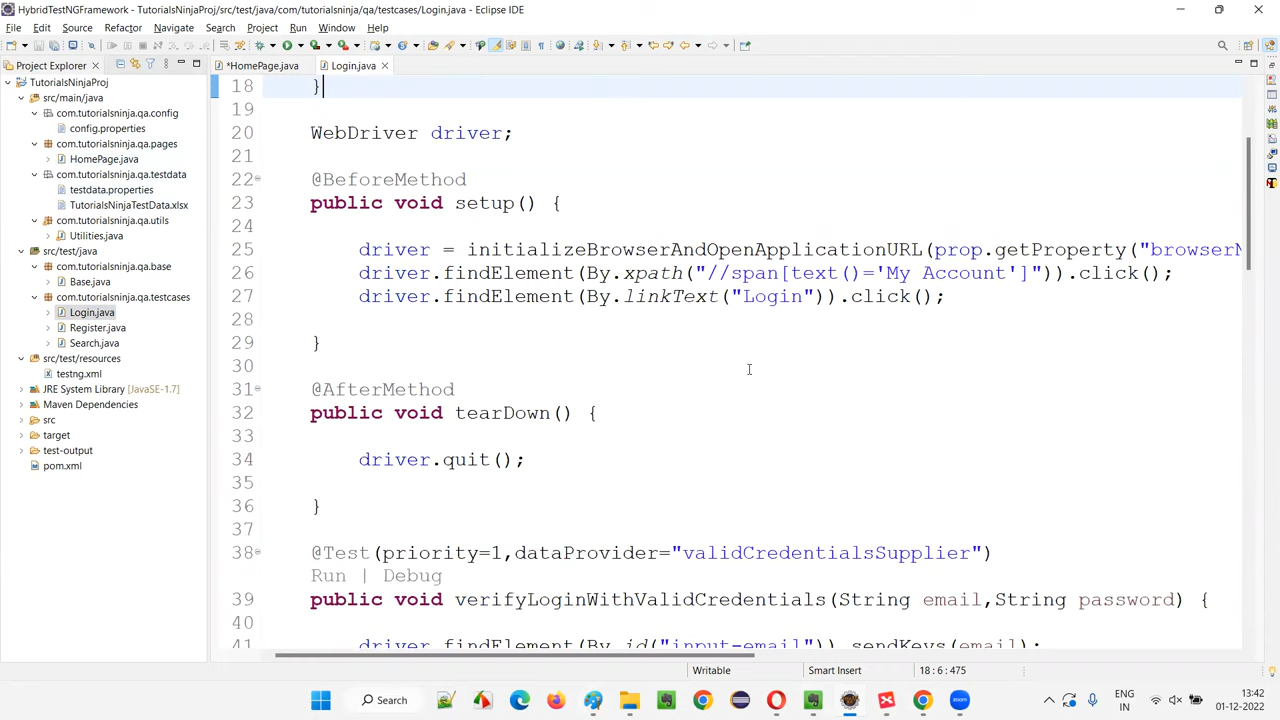 HybridTestNGFramework - TutorialsNinjaProj/src/test/java/com/tutorialsninja/qa/testcases/Login.java - Eclipse IDE
File Edit Source Refactor Navigate Search Project Run Window Help
Project Explorer
*HomePage.java
Login.java
TutorialsNinjaProj
src/main/java
com.tutorialsninja.qa.config
config.properties
com.tutorialsninja.qa.pages
HomePage.java
com.tutorialsninja.qa.testdata
testdata.properties
TutorialsNinjaTestData.xlsx
com.tutorialsninja.qa.utils
Utilities.java
src/test/java
com.tutorialsninja.qa.base
Base.java
com.tutorialsninja.qa.testcases
Login.java
Register.java
Search.java
src/test/resources
testng.xml
JRE System Library [JavaSE-1.7]
Maven Dependencies
src
target
test-output
pom.xml
18 }
19
20 WebDriver driver;
21
22 @BeforeMethod
23 public void setup() {
24
25 driver = initializeBrowserAndOpenApplicationURL(prop.getProperty("browserN
26 driver.findElement(By.xpath("//span[text()='My Account']")).click();
27 driver.findElement(By.linkText("Login")).click();
28
29 }
30
31 @AfterMethod
32 public void tearDown() {
33
34 driver.quit();
35
36 }
37
38 @Test(priority=1,dataProvider="validCredentialsSupplier")
Run | Debug
39 public void verifyLoginWithValidCredentials(String email,String password) {
40
41 driver.findElement(By.id("input-email")).sendKeys(email);
Writable Smart Insert 18 : 6 : 475
Search
ENG
IN
13:42
01-12-2022